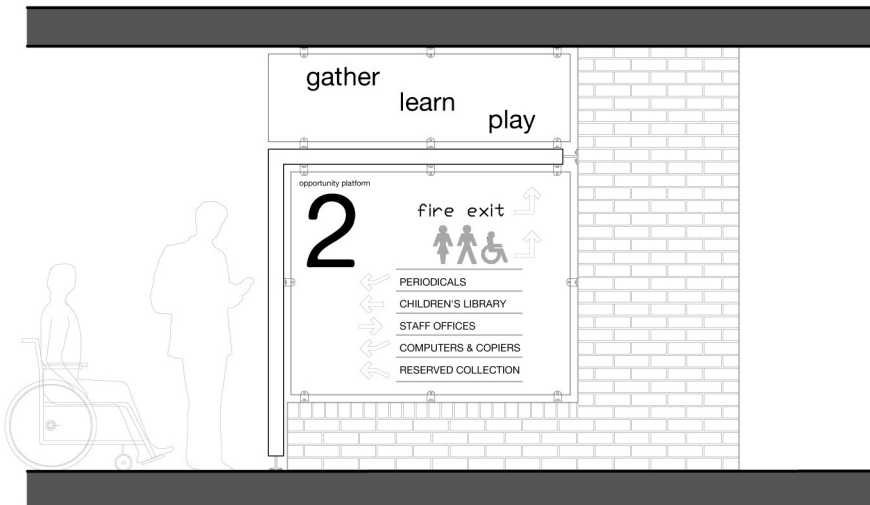 gather
learn
play
opportunity platform
2
fire exit
PERIODICALS
CHILDREN'S LIBRARY
STAFF OFFICES
COMPUTERS & COPIERS
RESERVED COLLECTION